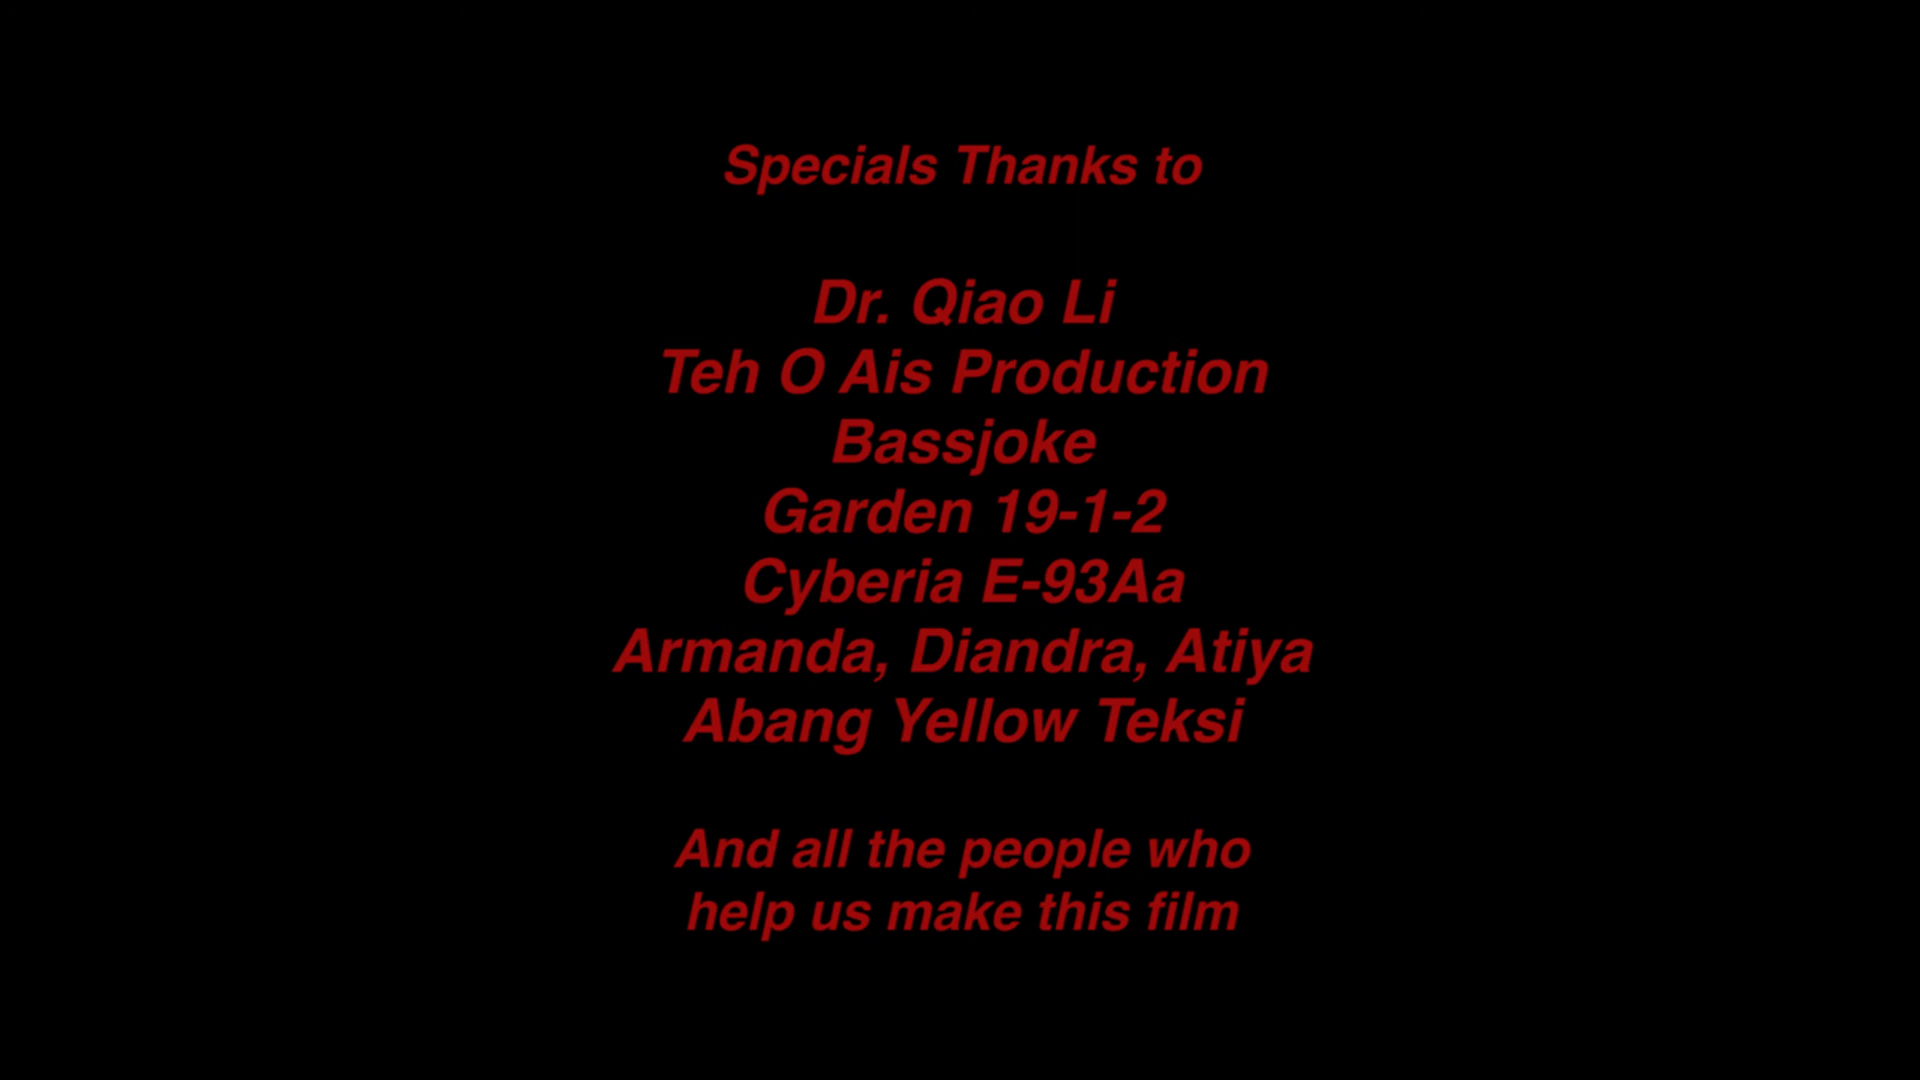 Specials Thanks to
Dr. Qiao Li
Teh O Ais Production
Bassjoke
Garden 19-1-2
Cyberia E-93Aa
Armanda, Diandra, Atiya
Abang Yellow Teksi
And all the people who
help us make this film